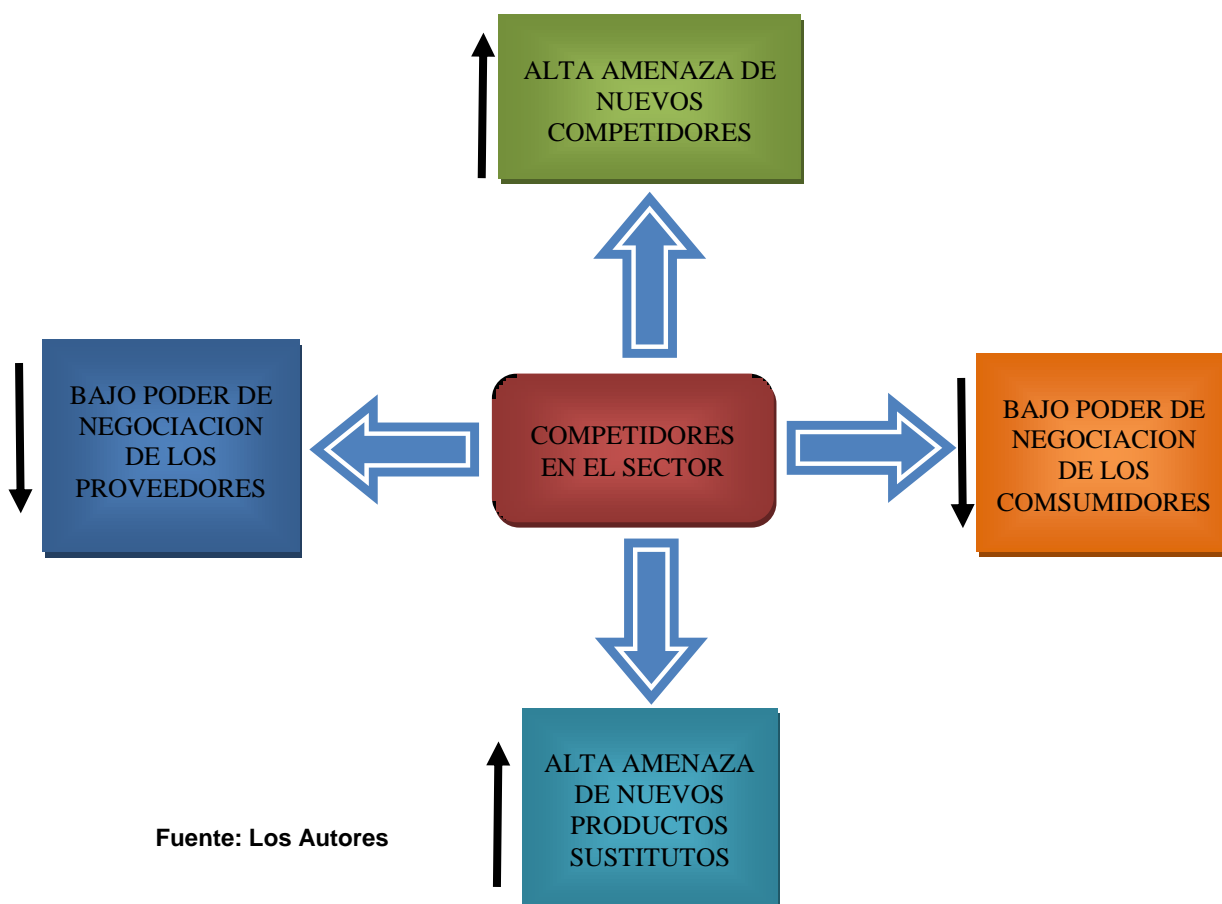 ALTA AMENAZA DE
NUEVOS
COMPETIDORES
BAJO PODER DE
NEGOCIACION
DE LOS
PROVEEDORES
COMPETIDORES
EN EL SECTOR
BAJO PODER DE
NEGOCIACION
DE LOS
COMSUMIDORES
ALTA AMENAZA
DE NUEVOS
PRODUCTOS
SUSTITUTOS
Fuente: Los Autores